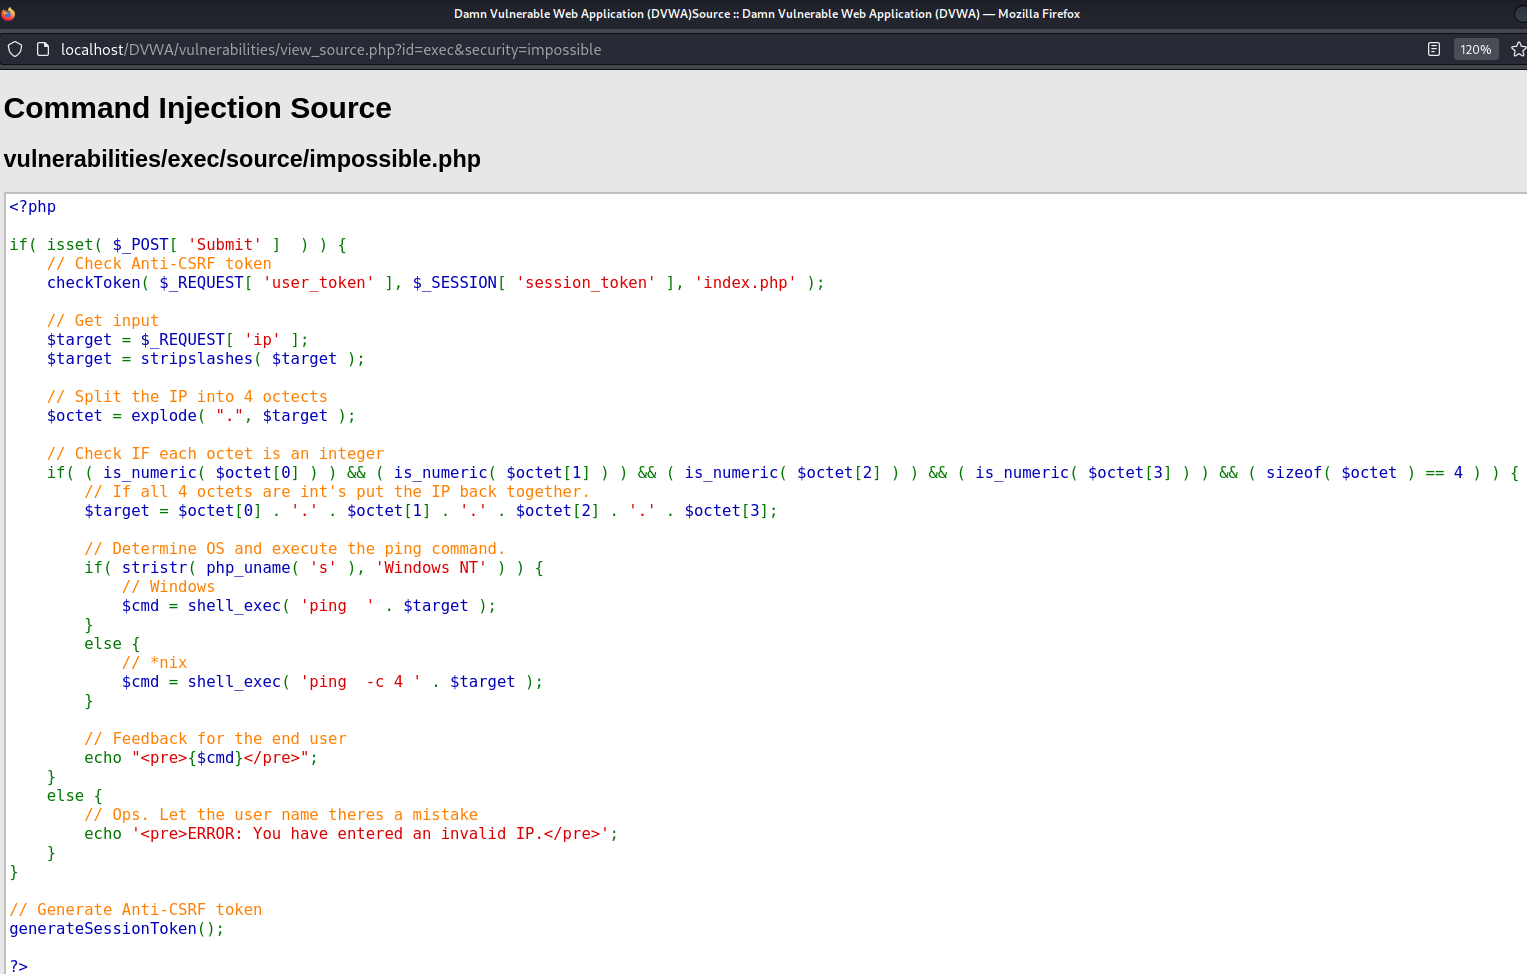 Damn Vulnerable Web Application (DVWA)Source :: Damn Vulnerable Web Application (DVWA) — Mozilla Firefox
localhost/DVWA/vulnerabilities/view_source.php?id=exec&security=impossible
120%
Command Injection Source
vulnerabilities/exec/source/impossible.php
<?php
if( isset( $_POST[ 'Submit' ]  ) ) {
    // Check Anti-CSRF token
    checkToken( $_REQUEST[ 'user_token' ], $_SESSION[ 'session_token' ], 'index.php' );
    // Get input
    $target = $_REQUEST[ 'ip' ];
    $target = stripslashes( $target );
    // Split the IP into 4 octects
    $octet = explode( ".", $target );
    // Check IF each octet is an integer
    if( ( is_numeric( $octet[0] ) ) && ( is_numeric( $octet[1] ) ) && ( is_numeric( $octet[2] ) ) && ( is_numeric( $octet[3] ) ) && ( sizeof( $octet ) == 4 ) ) {
        // If all 4 octets are int's put the IP back together.
        $target = $octet[0] . '.' . $octet[1] . '.' . $octet[2] . '.' . $octet[3];
        // Determine OS and execute the ping command.
        if( stristr( php_uname( 's' ), 'Windows NT' ) ) {
            // Windows
            $cmd = shell_exec( 'ping  ' . $target );
        }
        else {
            // *nix
            $cmd = shell_exec( 'ping  -c 4 ' . $target );
        }
        // Feedback for the end user
        echo "<pre>{$cmd}</pre>";
    }
    else {
        // Ops. Let the user name theres a mistake
        echo '<pre>ERROR: You have entered an invalid IP.</pre>';
    }
}
// Generate Anti-CSRF token
generateSessionToken();
?>